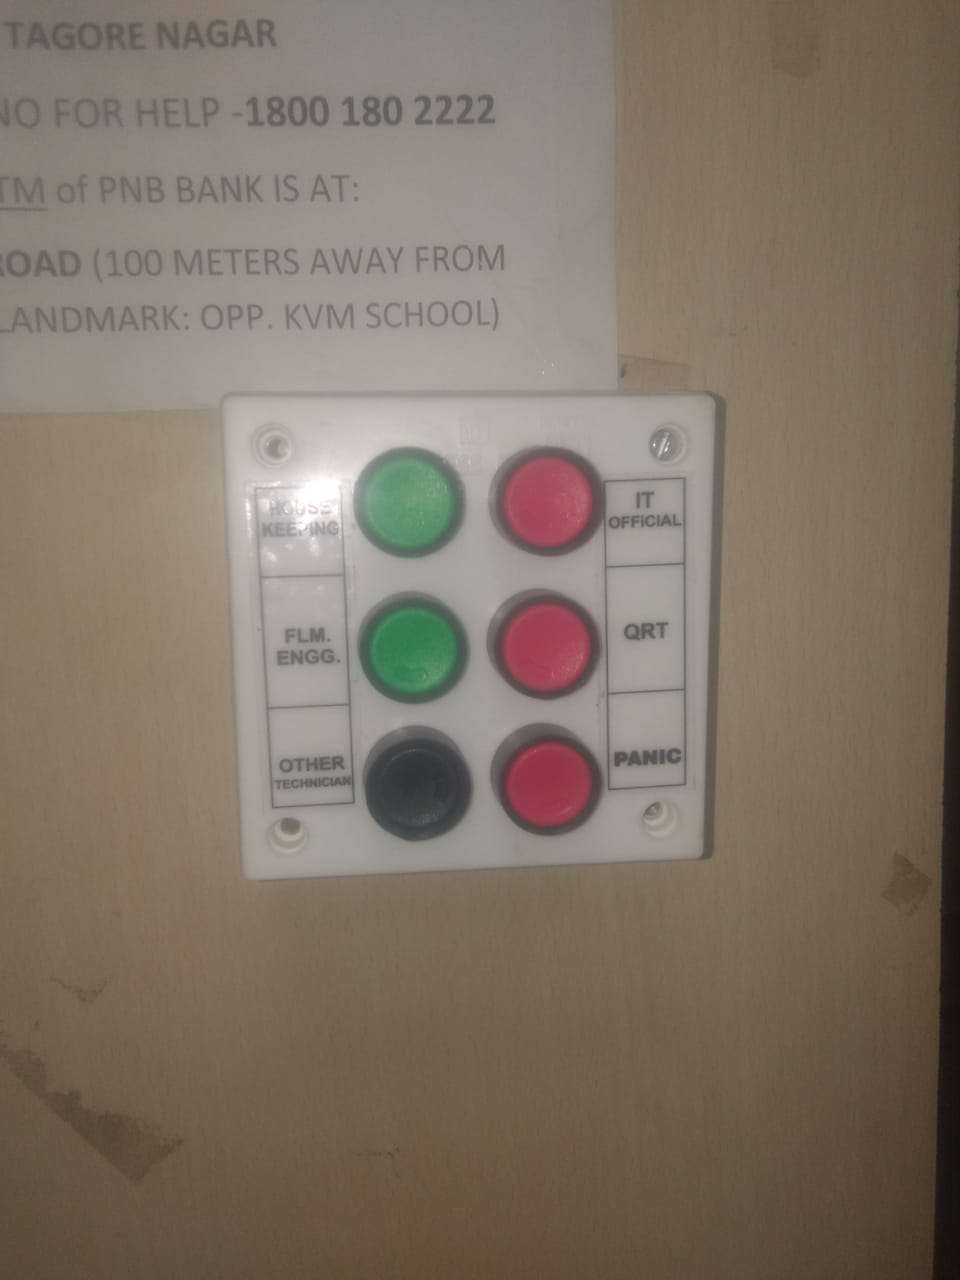 TAGORE NAGAR
NO FOR HELP -1800 180 2222
TM of PNB BANK IS AT:
ROAD (100 METERS AWAY FROM
LANDMARK: OPP. KVM SCHOOL)
HOUSE
KEEPING
IT
OFFICIAL
FLM.
ENGG.
QRT
OTHER
TECHNICIAN
PANIC